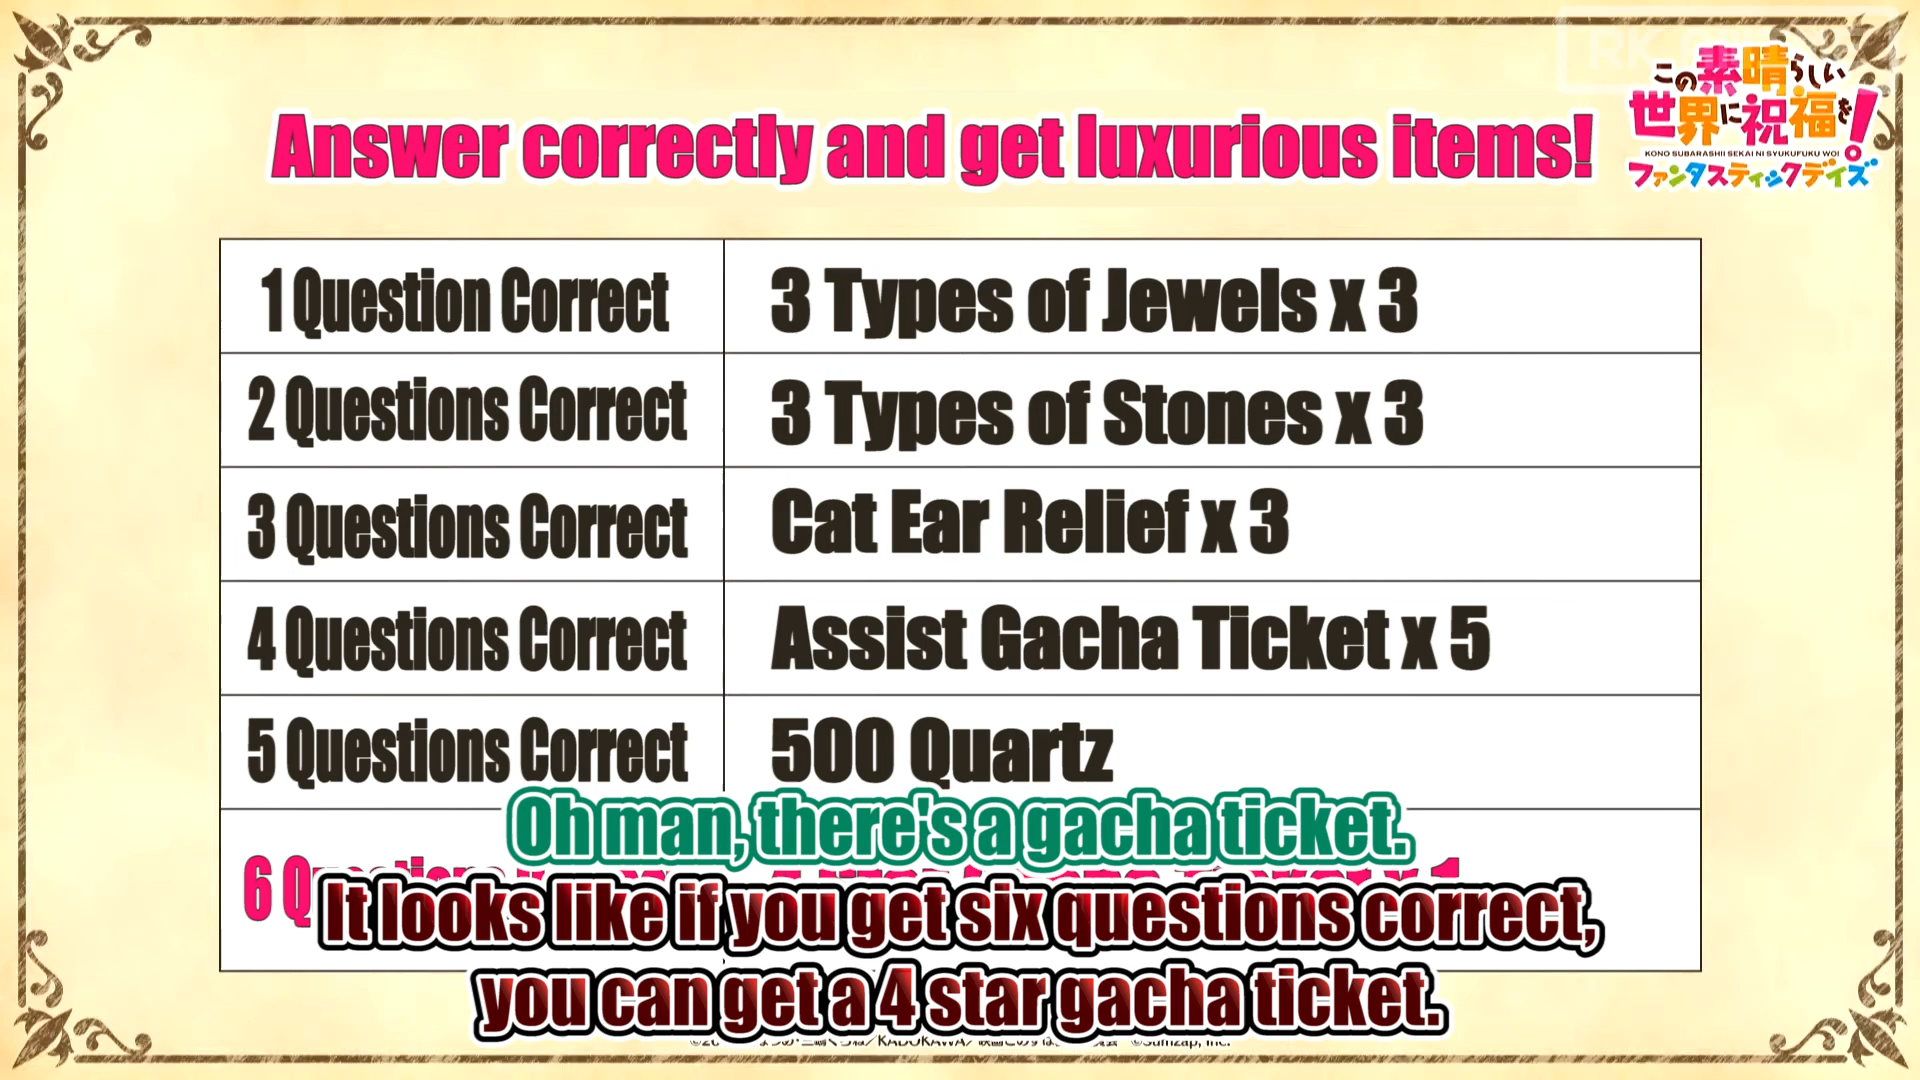 この素晴らしい
世界に祝福を!
KONO SUBARASHII SEKAI NI SYUKUFUKU WO!
ファンタスティックデイズ
Answer correctly and get luxurious items!
1 Question Correct 3 Types of Jewels x 3
2 Questions Correct 3 Types of Stones x 3
3 Questions Correct Cat Ear Relief x 3
4 Questions Correct Assist Gacha Ticket x 5
5 Questions Correct 500 Quartz
Oh man, there's a gacha ticket.
6
It looks like if you get six questions correct,
you can get a 4 star gacha ticket.
©Sumzap, Inc.